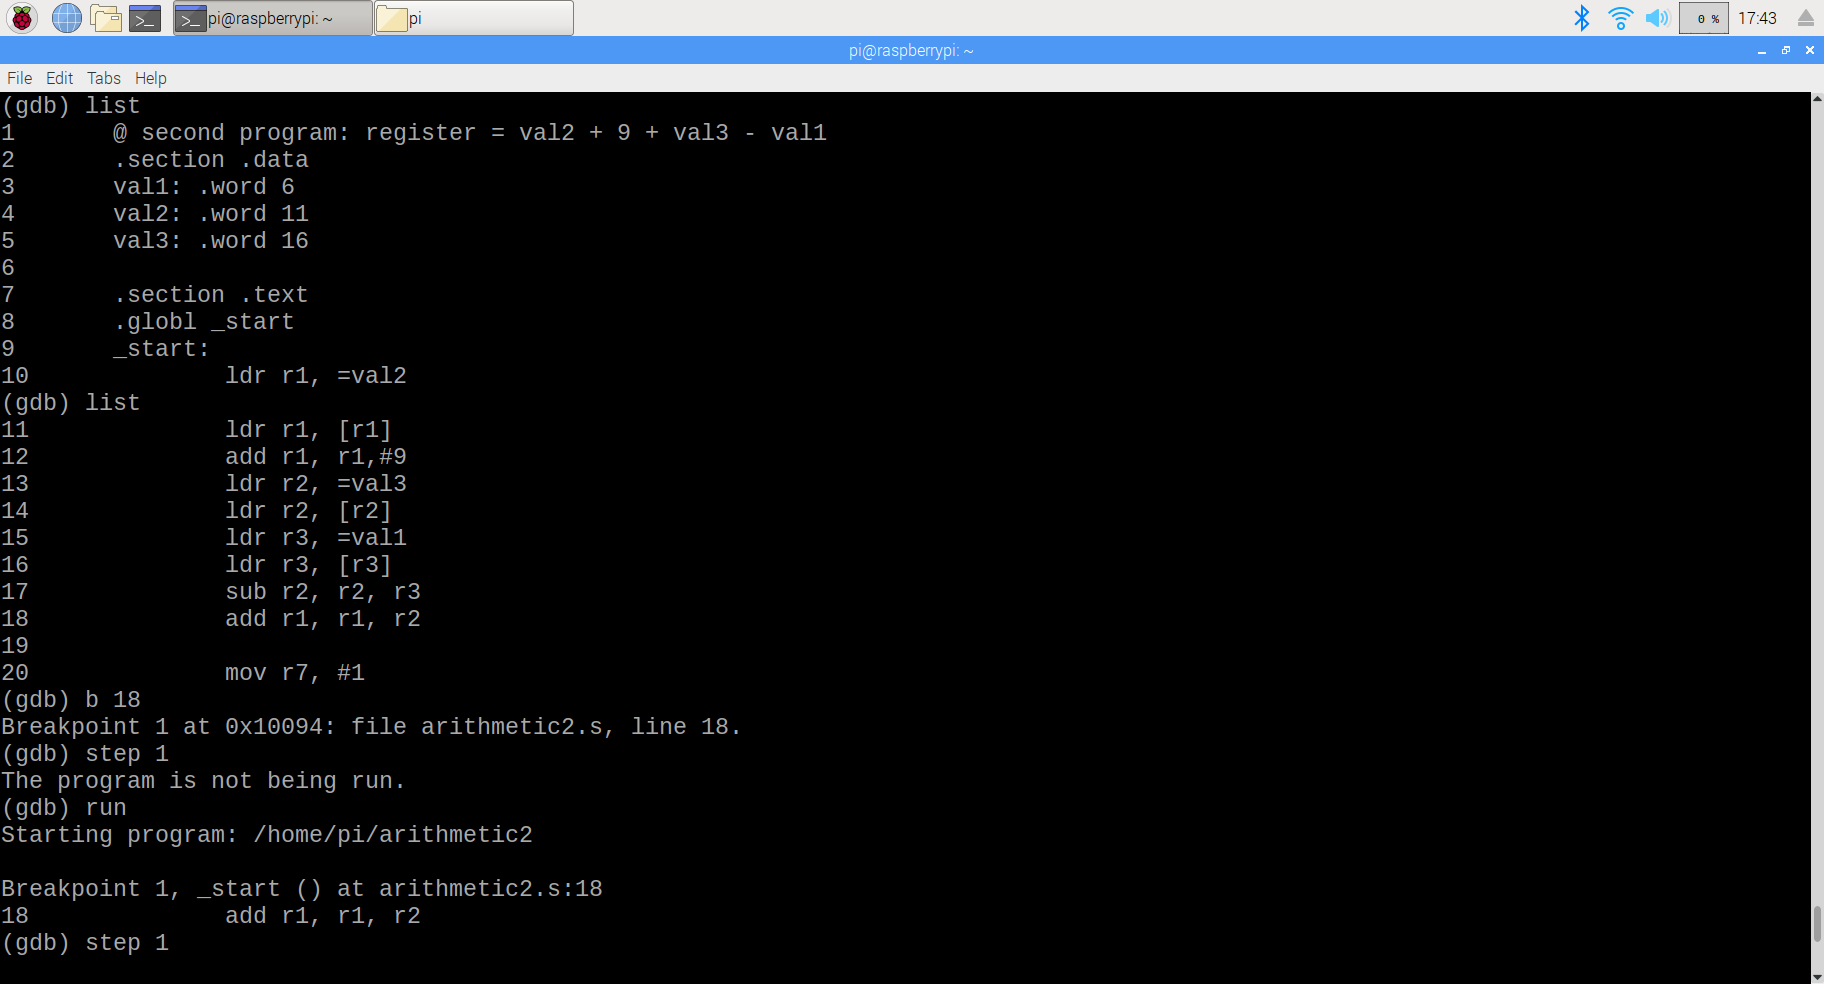 pi@raspberrypi: ~ pi 0 % 17:43
pi@raspberrypi: ~
File Edit Tabs Help
(gdb) list
1       @ second program: register = val2 + 9 + val3 - val1
2       .section .data
3       val1: .word 6
4       val2: .word 11
5       val3: .word 16
6
7       .section .text
8       .globl _start
9       _start:
10              ldr r1, =val2
(gdb) list
11              ldr r1, [r1]
12              add r1, r1,#9
13              ldr r2, =val3
14              ldr r2, [r2]
15              ldr r3, =val1
16              ldr r3, [r3]
17              sub r2, r2, r3
18              add r1, r1, r2
19
20              mov r7, #1
(gdb) b 18
Breakpoint 1 at 0x10094: file arithmetic2.s, line 18.
(gdb) step 1
The program is not being run.
(gdb) run
Starting program: /home/pi/arithmetic2

Breakpoint 1, _start () at arithmetic2.s:18
18              add r1, r1, r2
(gdb) step 1